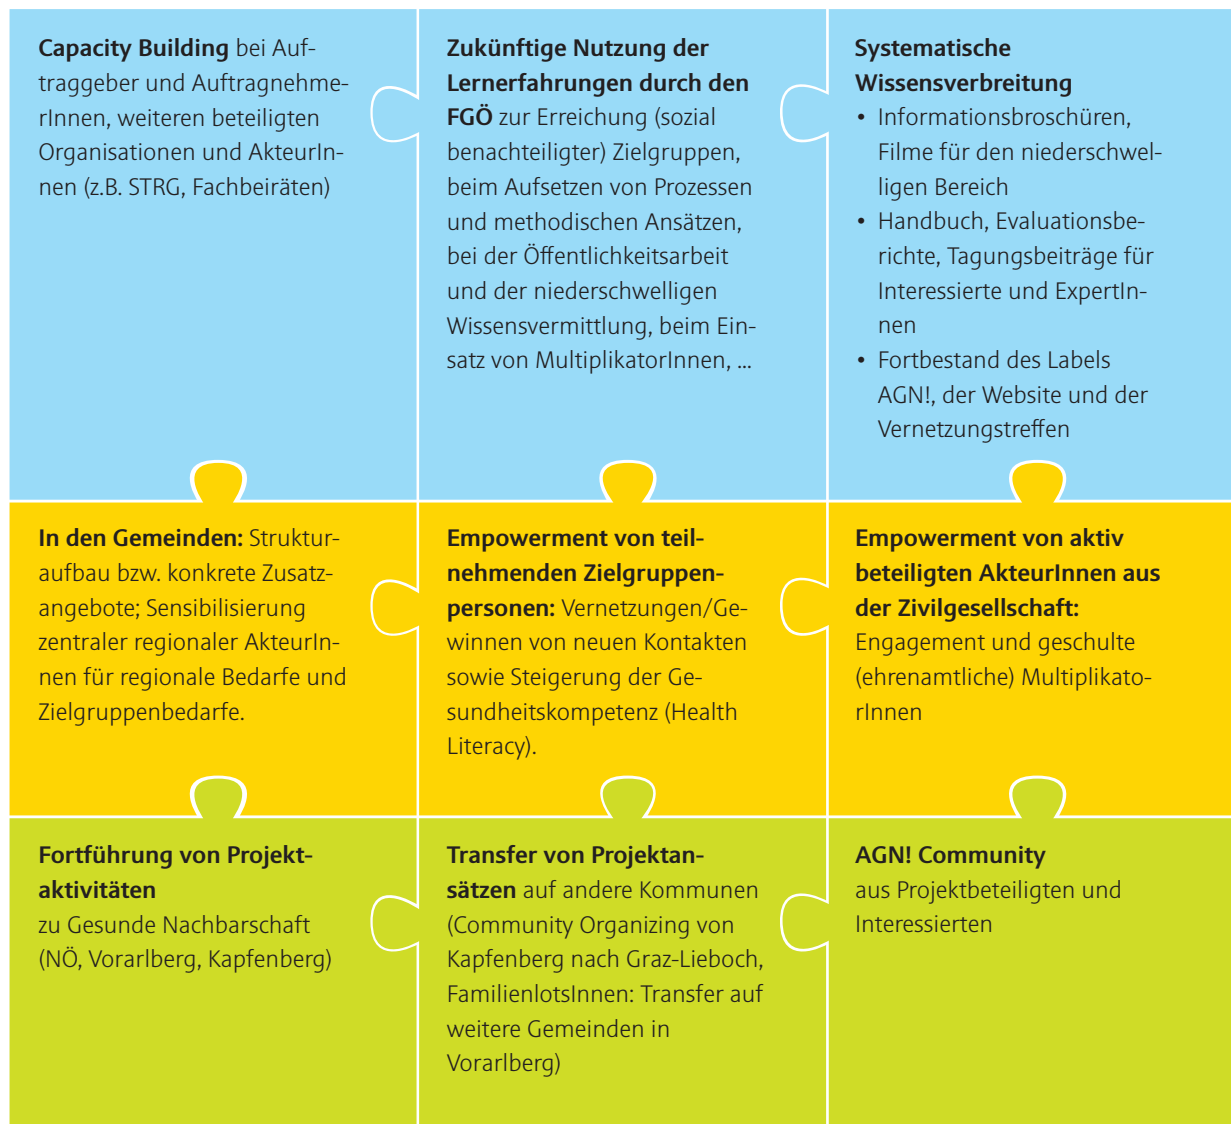 Capacity Building bei Auf-
traggeber und Auftragnehme-
rInnen, weiteren beteiligten
Organisationen und AkteurIn-
nen (z.B. STRG, Fachbeiräten)
Zukünftige Nutzung der
Lernerfahrungen durch den
FGÖ zur Erreichung (sozial
benachteiligter) Zielgruppen,
beim Aufsetzen von Prozessen
und methodischen Ansätzen,
bei der Öffentlichkeitsarbeit
und der niederschwelligen
Wissensvermittlung, beim Ein-
satz von MultiplikatorInnen, ...
Systematische
Wissensverbreitung
• Informationsbroschüren,
Filme für den niederschwel-
ligen Bereich
• Handbuch, Evaluationsbe-
richte, Tagungsbeiträge für
Interessierte und ExpertIn-
nen
• Fortbestand des Labels
AGN!, der Website und der
Vernetzungstreffen
In den Gemeinden: Struktur-
aufbau bzw. konkrete Zusatz-
angebote; Sensibilisierung
zentraler regionaler AkteurIn-
nen für regionale Bedarfe und
Zielgruppenbedarfe.
Empowerment von teil-
nehmenden Zielgruppen-
personen: Vernetzungen/Ge-
winnen von neuen Kontakten
sowie Steigerung der Ge-
sundheitskompetenz (Health
Literacy).
Empowerment von aktiv
beteiligten AkteurInnen aus
der Zivilgesellschaft:
Engagement und geschulte
(ehrenamtliche) Multiplikato-
rInnen
Fortführung von Projekt-
aktivitäten
zu Gesunde Nachbarschaft
(NÖ, Vorarlberg, Kapfenberg)
Transfer von Projektan-
sätzen auf andere Kommunen
(Community Organizing von
Kapfenberg nach Graz-Lieboch,
FamilienlotsInnen: Transfer auf
weitere Gemeinden in
Vorarlberg)
AGN! Community
aus Projektbeteiligten und
Interessierten